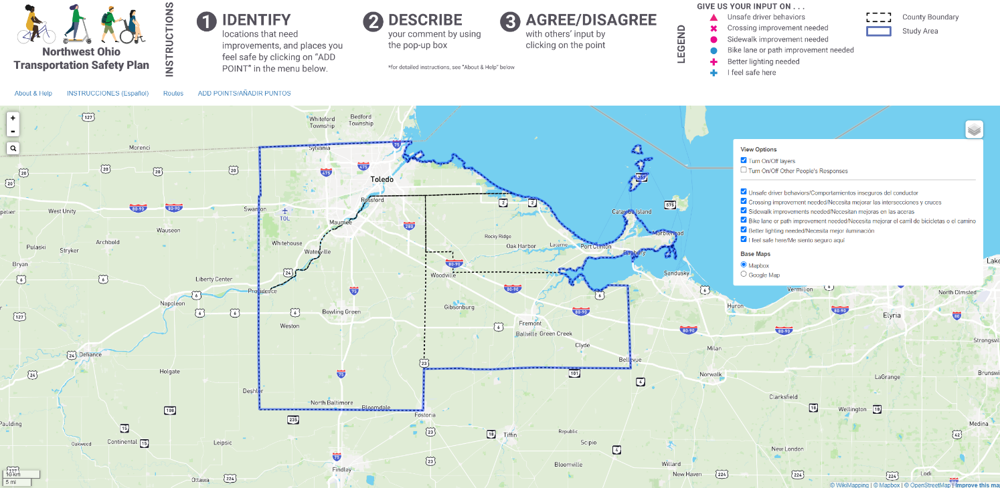 Northwest Ohio
Transportation Safety Plan
INSTRUCTIONS
1 IDENTIFY
locations that need
improvements, and places you
feel safe by clicking on “ADD
POINT” in the menu below.
2 DESCRIBE
your comment by using
the pop-up box
*for detailed instructions, see “About & Help” below
3 AGREE/DISAGREE
with others’ input by
clicking on the point
LEGEND
GIVE US YOUR INPUT ON . . .
Unsafe driver behaviors
Crossing improvement needed
Sidewalk improvement needed
Bike lane or path improvement needed
Better lighting needed
I feel safe here
County Boundary
Study Area
About & Help
INSTRUCCIONES (Español)
Routes
ADD POINTS/AÑADIR PUNTOS
+
-
View Options
Turn On/Off layers
Turn On/Off Other People's Responses
Unsafe driver behaviors/Comportamientos inseguros del conductor
Crossing improvement needed/Necesita mejorar las intersecciones y cruces
Sidewalk improvements needed/Necesitan mejoras en las aceras
Bike lane or path improvement needed/Necesita mejorar el carril de bicicletas o el camino
Better lighting needed/Necesita mejor iluminación
I feel safe here/Me siento seguro aquí
Base Maps
Mapbox
Google Map
127
Whiteford
Township
Bedford
Township
Morenci
Sylvania
75
20
20
20
20
20
475
475
Toledo
357
Rossford
2
2
575
pelier
West Unity
80-90
80-90
Swanton
TOL
Catawba Island
Maumee
280
Wauseon
Marblehead
Rocky Ridge
Archbold
Whitehouse
Oak Harbor
Lacarne
Port Clinton
Pulaski
Stryker
Waterville
Danbury
Lake
Bryan
80-90
24
Woodville
Sandusky
6
6
Liberty Center
Providence
75
80-90
6
6
Vermilion
6
North Olmsted
6
Napoleon
Gibsonburg
Huron
80-90
127
6
6
6
Bowling Green
80-90
Elyria
80
Weston
6
Fremont
80-90
80-90
Ballville
Green Creek
Strongsvi
Clyde
Milan
24
Defiance
23
Bellevue
24
Holgate
75
101
Norwalk
LaGrange
Brunswi
4
Deshler
North Baltimore
Bloomdale
Clarksfield
108
18
Wellington
18
Fostoria
235
Paulding
15
23
18
Tiffin
Republic
Medina
42
Oakwood
Continental
15
Leipsic
Scipio
4
New London
75
23
Bloomville
Willard
127
10 km
5 mi
Ottawa
224
Findlay
New Haven
224
224
224
Lodi
© WikiMapping | © Mapbox | © OpenStreetMap | Improve this ma